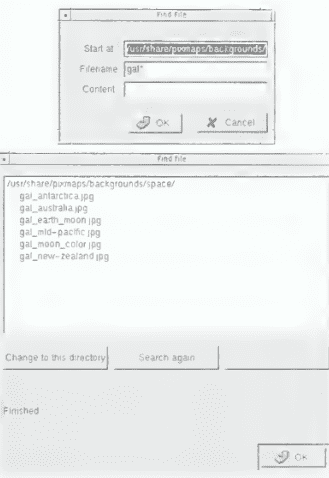 Find File
Start at /usr/share/pixmaps/backgrounds/
Filename gal*
Content
OK Cancel
Find File
/usr/share/pixmaps/backgrounds/space/
gal_antarctica.jpg
gal_australia.jpg
gal_earth_moon.jpg
gal_mid-pacific.jpg
gal_moon_color.jpg
gal_new-zealand.jpg
Change to this directory Search again
Finished
OK